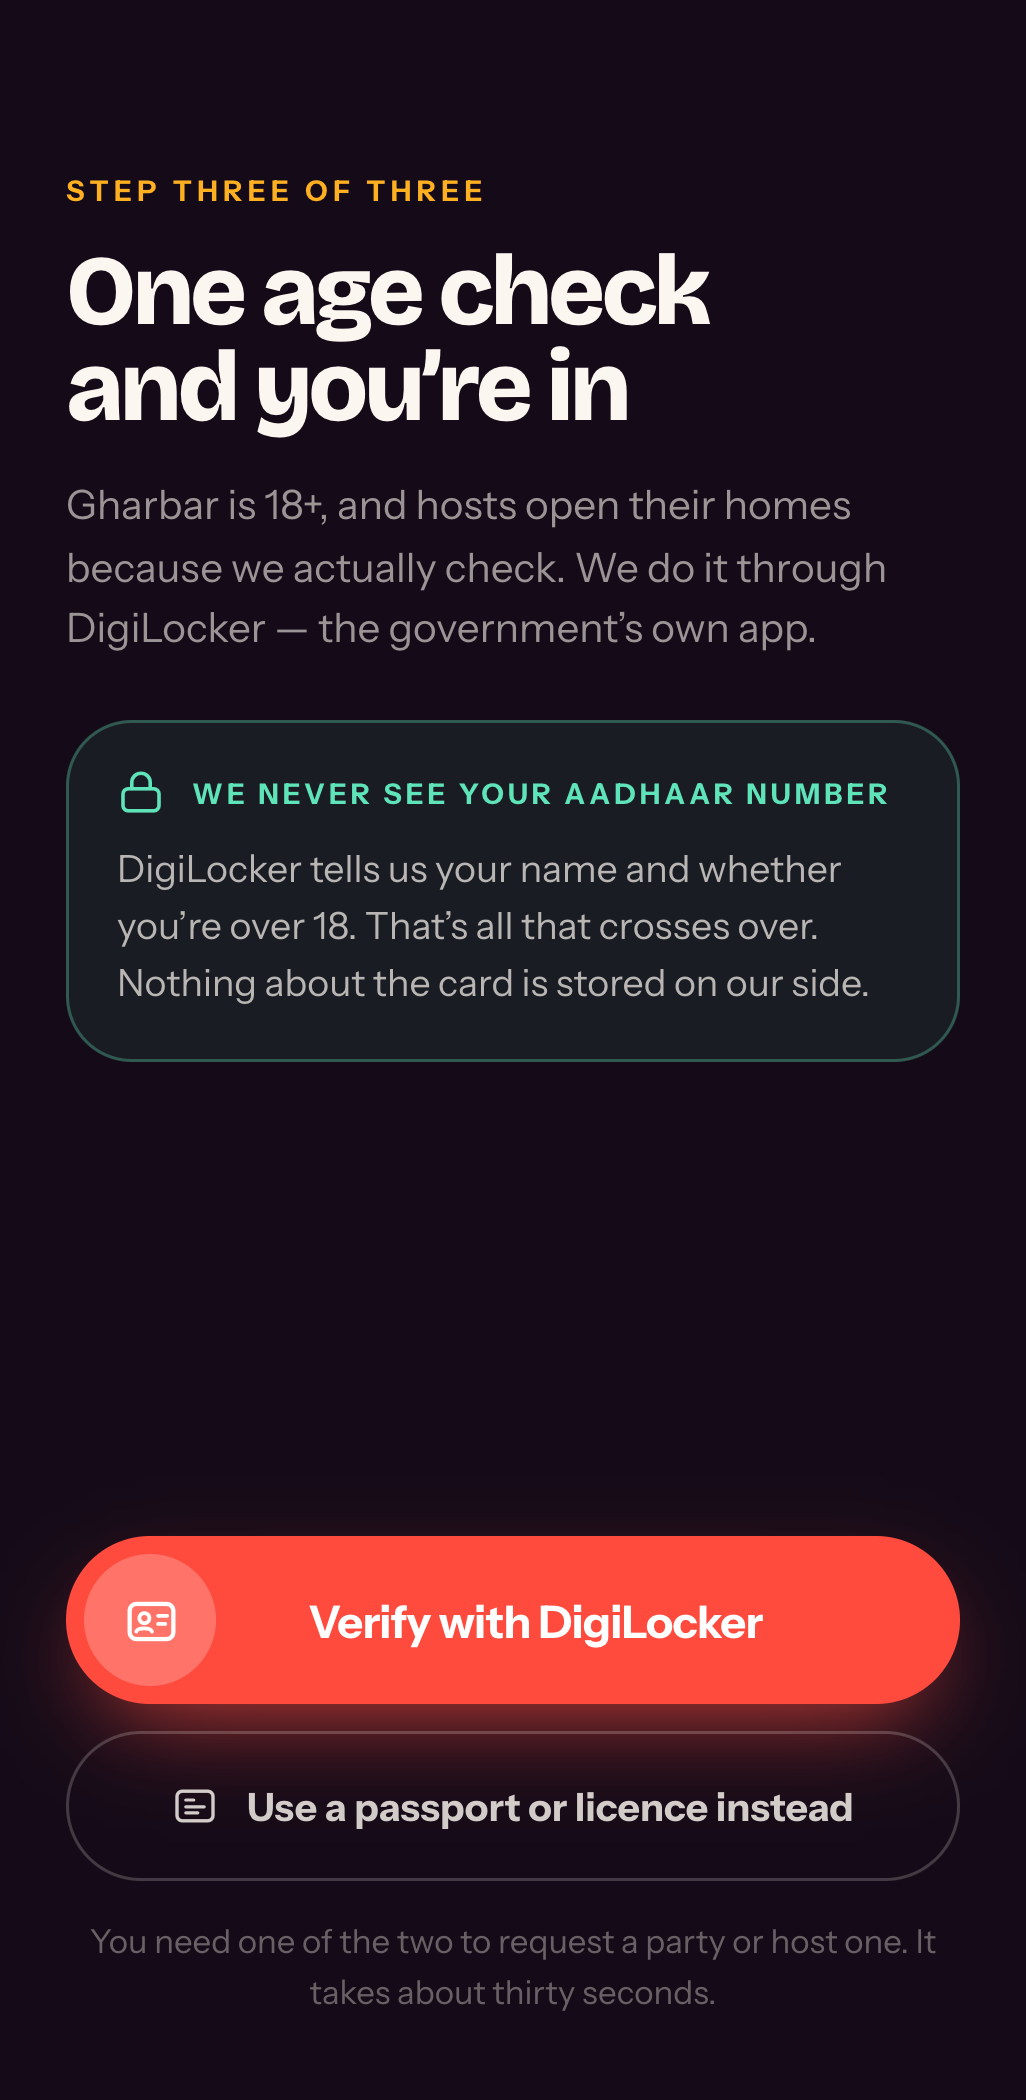 STEP THREE OF THREE
One age check
and you’re in
Gharbar is 18+, and hosts open their homes
because we actually check. We do it through
DigiLocker — the government’s own app.
WE NEVER SEE YOUR AADHAAR NUMBER
DigiLocker tells us your name and whether
you’re over 18. That’s all that crosses over.
Nothing about the card is stored on our side.
Verify with DigiLocker
Use a passport or licence instead
You need one of the two to request a party or host one. It
takes about thirty seconds.